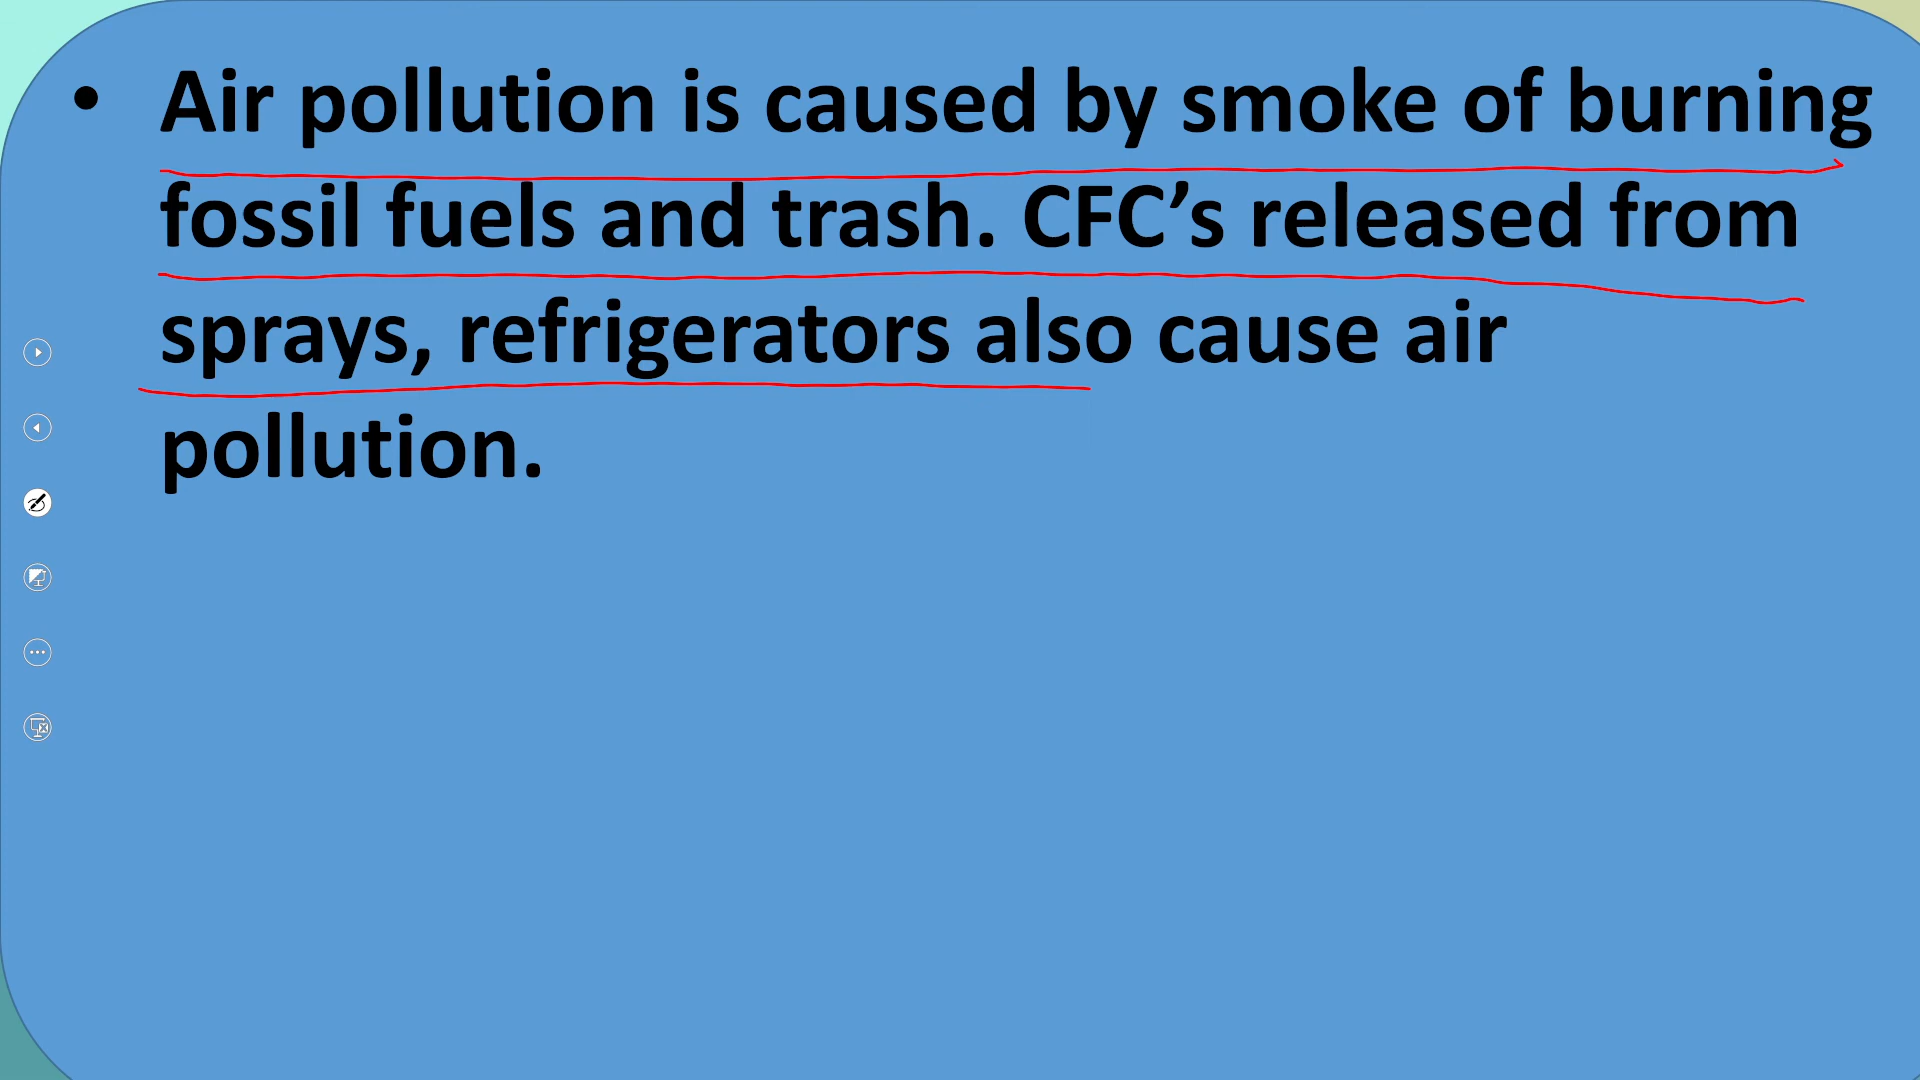 • Air pollution is caused by smoke of burning
fossil fuels and trash. CFC’s released from
sprays, refrigerators also cause air
pollution.